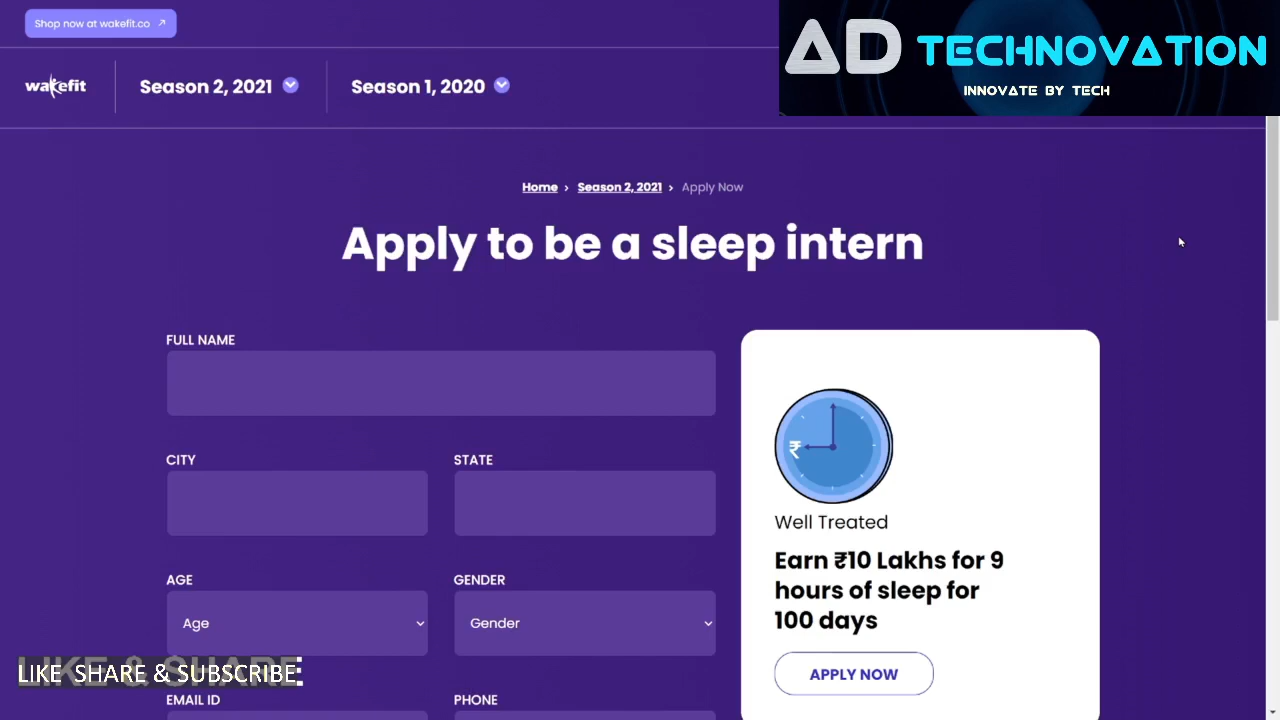 Shop now at wakefit.co
AD TECHNOVATION
INNOVATE BY TECH
wakefit
Season 2, 2021
Season 1, 2020
Home › Season 2, 2021 › Apply Now
Apply to be a sleep intern
FULL NAME
CITY
STATE
AGE
GENDER
Age
Gender
EMAIL ID
PHONE
₹
Well Treated
Earn ₹10 Lakhs for 9
hours of sleep for
100 days
APPLY NOW
LIKE & SHARE
LIKE SHARE & SUBSCRIBE